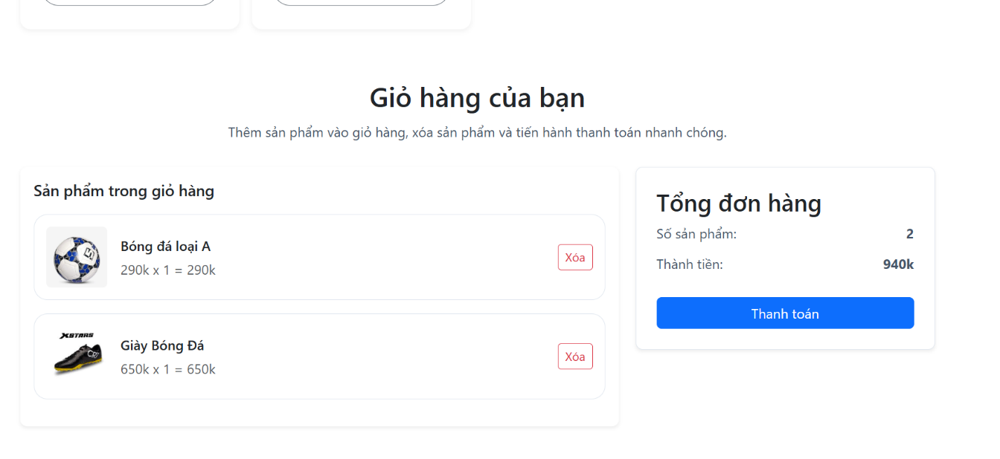 Giỏ hàng của bạn
Thêm sản phẩm vào giỏ hàng, xóa sản phẩm và tiến hành thanh toán nhanh chóng.
Sản phẩm trong giỏ hàng
Bóng đá loại A
290k x 1 = 290k
Xóa
XSTARS
CR7
Giày Bóng Đá
650k x 1 = 650k
Xóa
Tổng đơn hàng
Số sản phẩm: 2
Thành tiền: 940k
Thanh toán